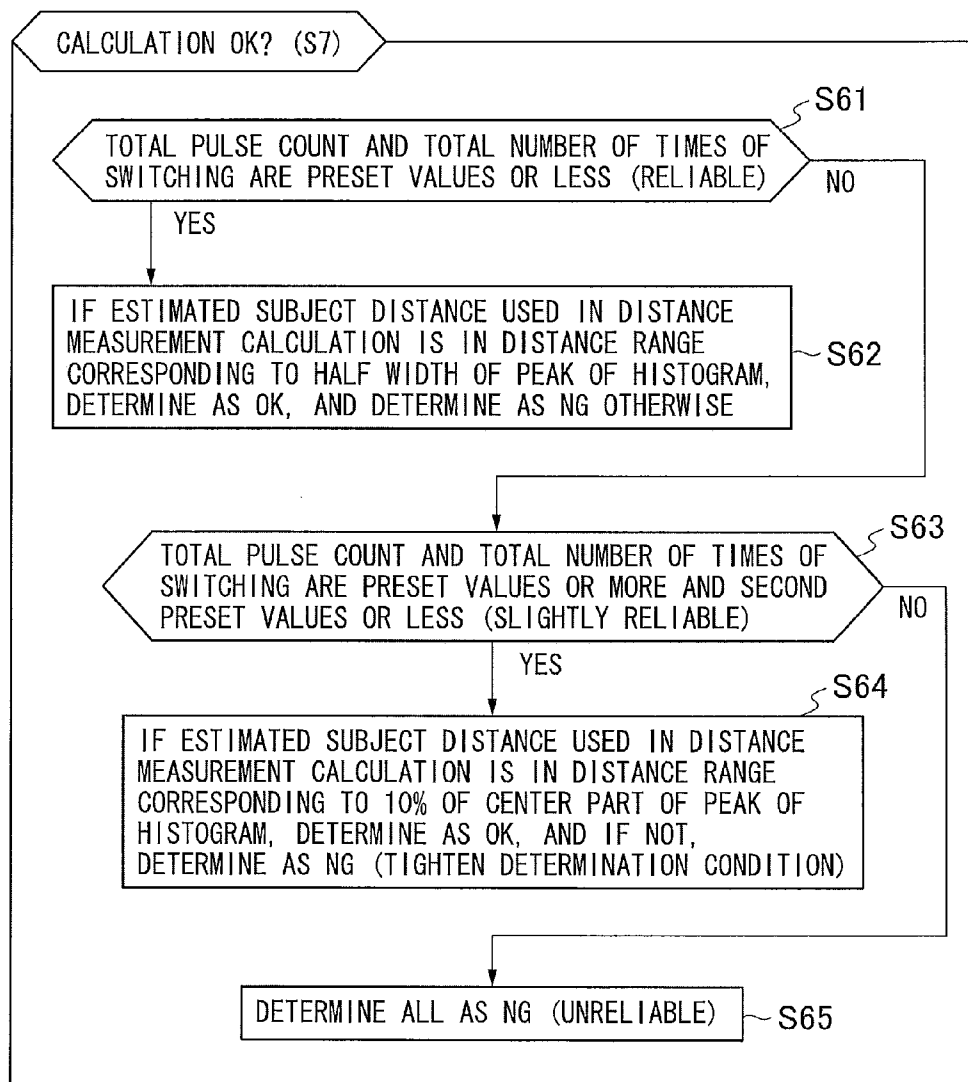 CALCULATION OK? (S7)
S61
TOTAL PULSE COUNT AND TOTAL NUMBER OF TIMES OF
SWITCHING ARE PRESET VALUES OR LESS (RELIABLE)
NO
YES
IF ESTIMATED SUBJECT DISTANCE USED IN DISTANCE
MEASUREMENT CALCULATION IS IN DISTANCE RANGE
CORRESPONDING TO HALF WIDTH OF PEAK OF HISTOGRAM,
DETERMINE AS OK, AND DETERMINE AS NG OTHERWISE
S62
S63
TOTAL PULSE COUNT AND TOTAL NUMBER OF TIMES OF
SWITCHING ARE PRESET VALUES OR MORE AND SECOND
PRESET VALUES OR LESS (SLIGHTLY RELIABLE)
NO
YES
S64
IF ESTIMATED SUBJECT DISTANCE USED IN DISTANCE
MEASUREMENT CALCULATION IS IN DISTANCE RANGE
CORRESPONDING TO 10% OF CENTER PART OF PEAK OF
HISTOGRAM, DETERMINE AS OK, AND IF NOT,
DETERMINE AS NG (TIGHTEN DETERMINATION CONDITION)
DETERMINE ALL AS NG (UNRELIABLE)
S65